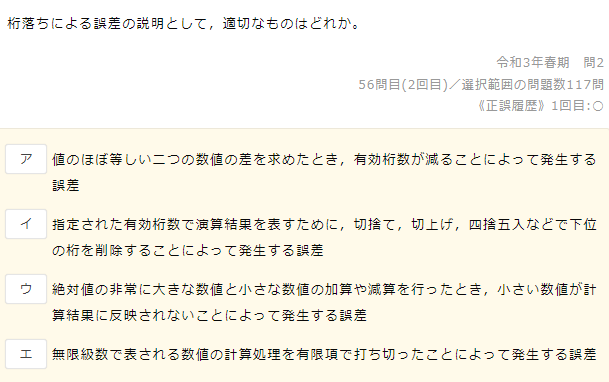 桁落ちによる誤差の説明として，適切なものはどれか。
令和3年春期　問2
56問目(2回目)／選択範囲の問題数117問
《正誤履歴》1回目:○
ア 値のほぼ等しい二つの数値の差を求めたとき，有効桁数が減ることによって発生する
誤差
イ 指定された有効桁数で演算結果を表すために，切捨て，切上げ，四捨五入などで下位
の桁を削除することによって発生する誤差
ウ 絶対値の非常に大きな数値と小さな数値の加算や減算を行ったとき，小さい数値が計
算結果に反映されないことによって発生する誤差
エ 無限級数で表される数値の計算処理を有限項で打ち切ったことによって発生する誤差